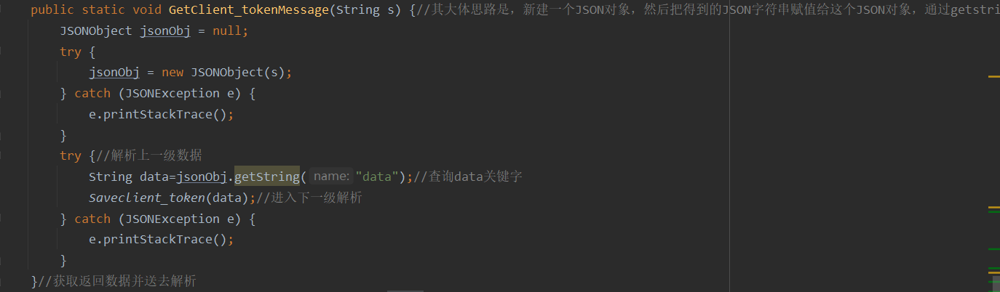 public static void GetClient_tokenMessage(String s) {//其大体思路是，新建一个JSON对象，然后把得到的JSON字符串赋值给这个JSON对象，通过getstri
JSONObject jsonObj = null;
try {
jsonObj = new JSONObject(s);
} catch (JSONException e) {
e.printStackTrace();
}
try {//解析上一级数据
String data=jsonObj.getString( name: "data");//查询data关键字
Saveclient_token(data);//进入下一级解析
} catch (JSONException e) {
e.printStackTrace();
}
}//获取返回数据并送去解析